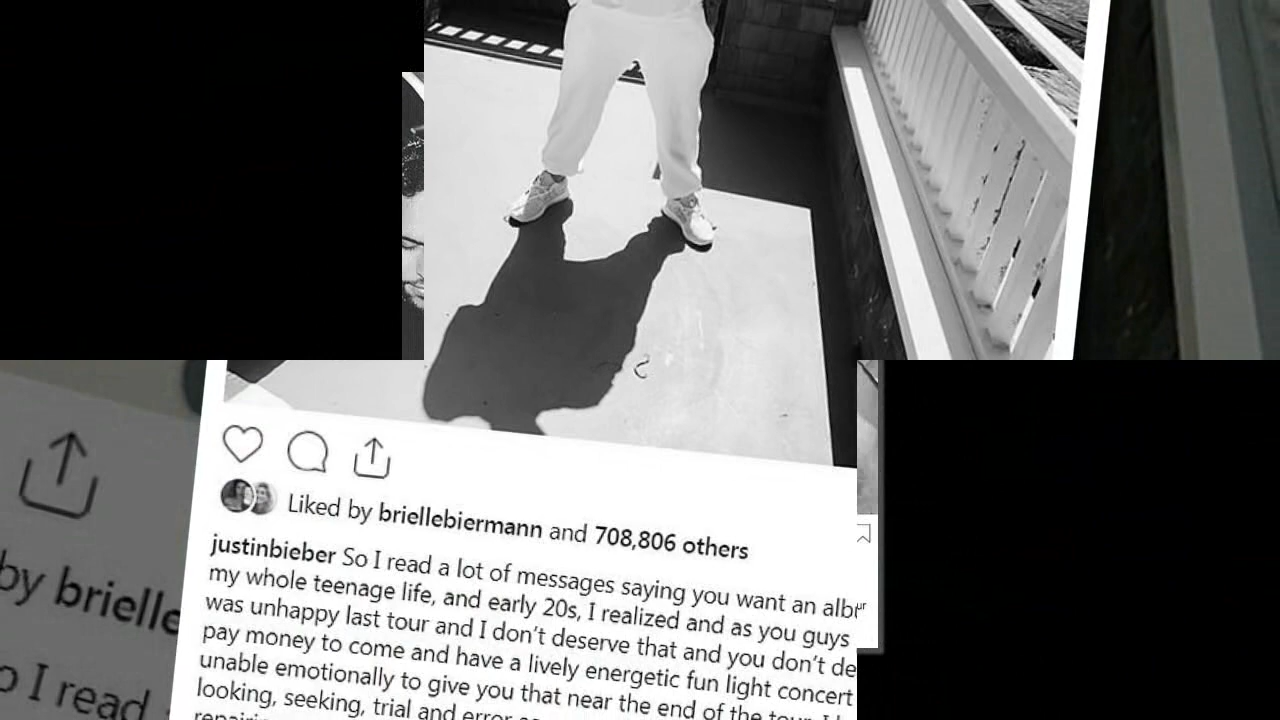 Liked by briellebiermann and 708,806 others
justinbieber So I read a lot of messages saying you want an
my whole teenage life, and early 20s, I realized and as you guys
was unhappy last tour and I don't deserve that and you don't
pay money to come and have a lively energetic fun light concert
unable emotionally to give you that near the end of the tour
looking, seeking, trial and error
by brielle
o I read